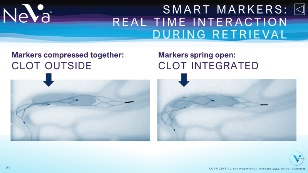 NeVa
SMART MARKERS:
REAL TIME INTERACTION
DURING RETRIEVAL
Markers compressed together:
CLOT OUTSIDE
Markers spring open:
CLOT INTEGRATED